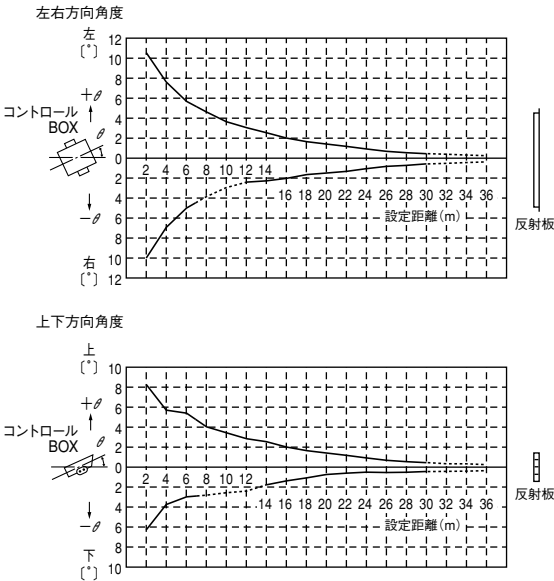 左右方向角度
左
〔°〕
12
10
8
6
4
2
0
2
4
6
8
10
12
+θ
コントロール
BOX
θ
-θ
右
〔°〕
2 4 6 8 10 12 14
16 18 20 22 24 26 28 30 32 34 36
設定距離(m)
反射板
上下方向角度
上
〔°〕
10
8
6
4
2
0
2
4
6
8
10
+θ
コントロール
BOX
θ
-θ
下
〔°〕
2 4 6 8 10 12
14 16 18 20 22 24 26 28 30 32 34 36
設定距離(m)
反射板